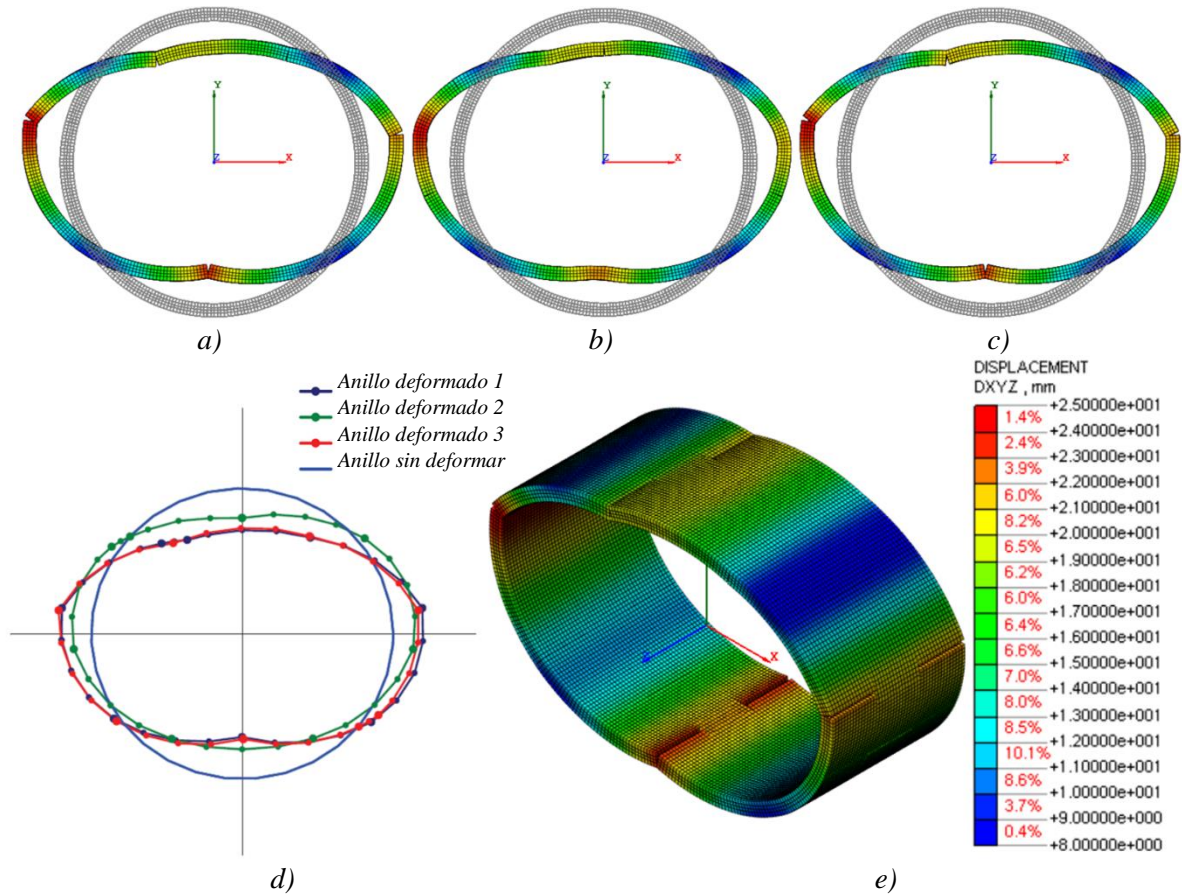 Y
Z
X
Y
Z
X
Y
Z
X
a)
b)
c)
Anillo deformado 1
Anillo deformado 2
Anillo deformado 3
Anillo sin deformar
Z
X
DISPLACEMENT
DXYZ , mm
+2.50000e+001
1.4%
+2.40000e+001
2.4%
+2.30000e+001
3.9%
+2.20000e+001
6.0%
+2.10000e+001
8.2%
+2.00000e+001
6.5%
+1.90000e+001
6.2%
+1.80000e+001
6.0%
+1.70000e+001
6.4%
+1.60000e+001
6.6%
+1.50000e+001
7.0%
+1.40000e+001
8.0%
+1.30000e+001
8.5%
+1.20000e+001
10.1%
+1.10000e+001
8.6%
+1.00000e+001
3.7%
+9.00000e+000
0.4%
+8.00000e+000
d)
e)